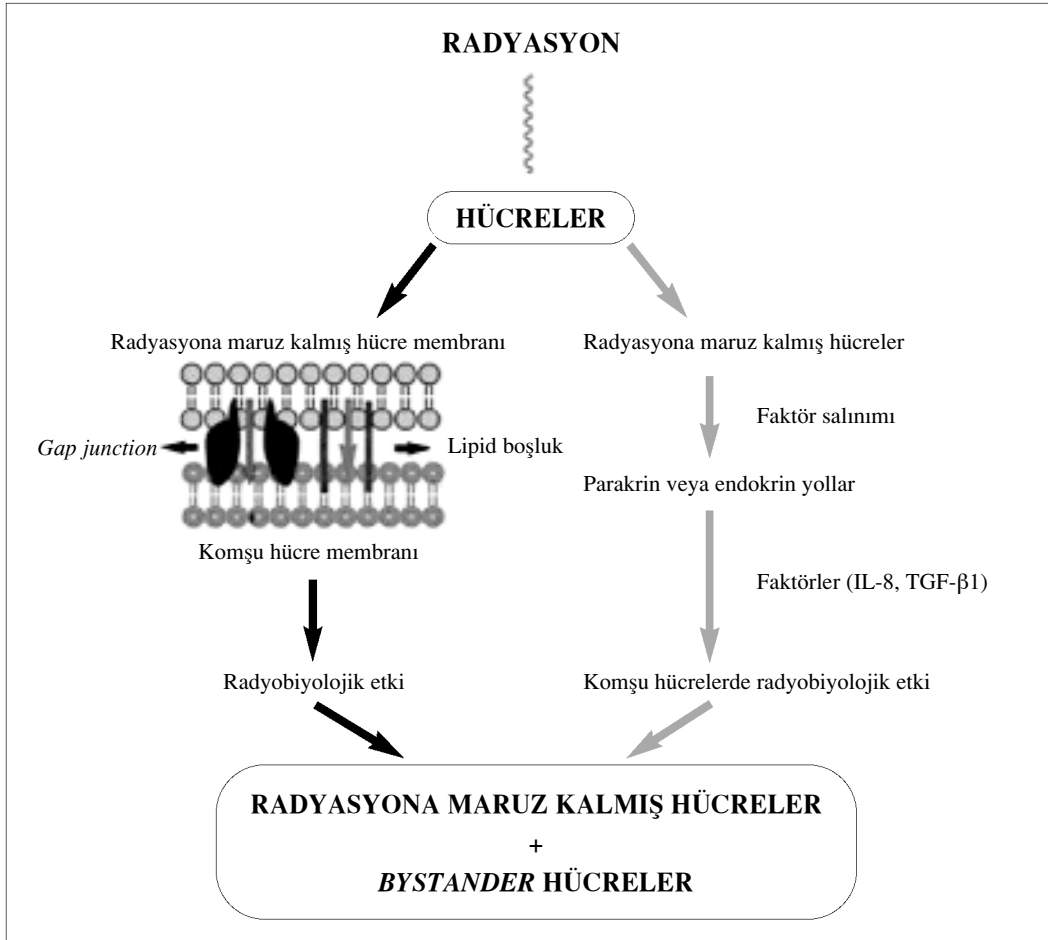 RADYASYON
HÜCRELER
Radyasyona maruz kalmış hücre membranı
Gap junction
Lipid boşluk
Komşu hücre membranı
Radyobiyolojik etki
Radyasyona maruz kalmış hücreler
Faktör salınımı
Parakrin veya endokrin yollar
Faktörler (IL-8, TGF-β1)
Komşu hücrelerde radyobiyolojik etki
RADYASYONA MARUZ KALMIŞ HÜCRELER
+
BYSTANDER HÜCRELER